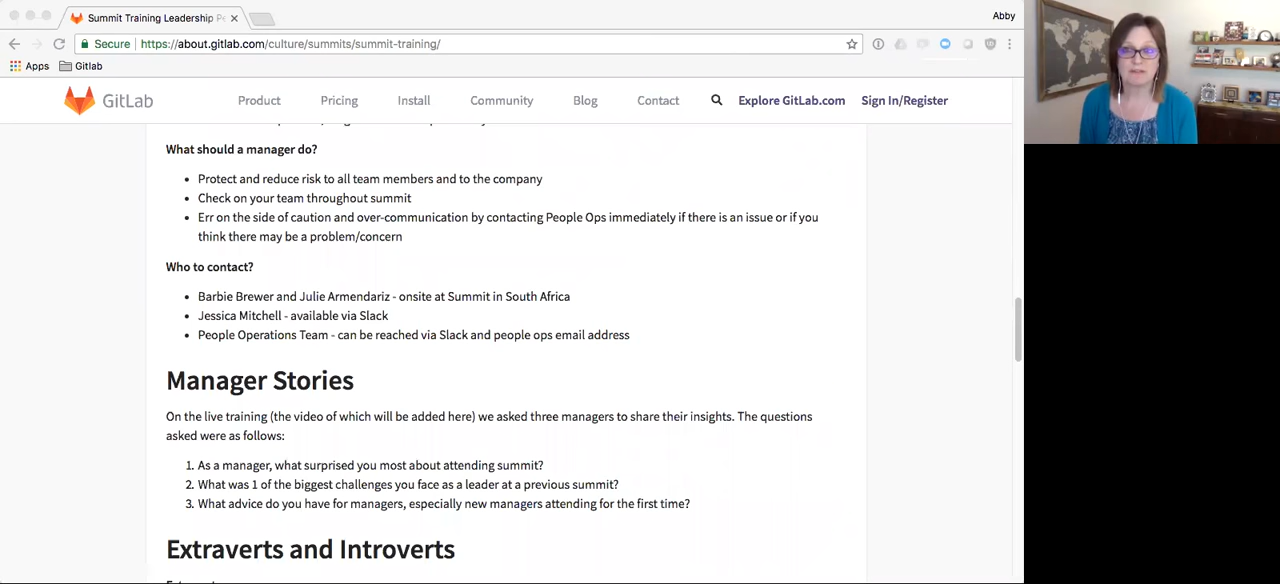 Summit Training Leadership Pe
Abby
Secure
https://about.gitlab.com/culture/summits/summit-training/
Apps
Gitlab
GitLab
Product
Pricing
Install
Community
Blog
Contact
Explore GitLab.com
Sign In/Register
What should a manager do?
Protect and reduce risk to all team members and to the company
Check on your team throughout summit
Err on the side of caution and over-communication by contacting People Ops immediately if there is an issue or if you
think there may be a problem/concern
Who to contact?
Barbie Brewer and Julie Armendariz - onsite at Summit in South Africa
Jessica Mitchell - available via Slack
People Operations Team - can be reached via Slack and people ops email address
Manager Stories
On the live training (the video of which will be added here) we asked three managers to share their insights. The questions
asked were as follows:
1. As a manager, what surprised you most about attending summit?
2. What was 1 of the biggest challenges you face as a leader at a previous summit?
3. What advice do you have for managers, especially new managers attending for the first time?
Extraverts and Introverts